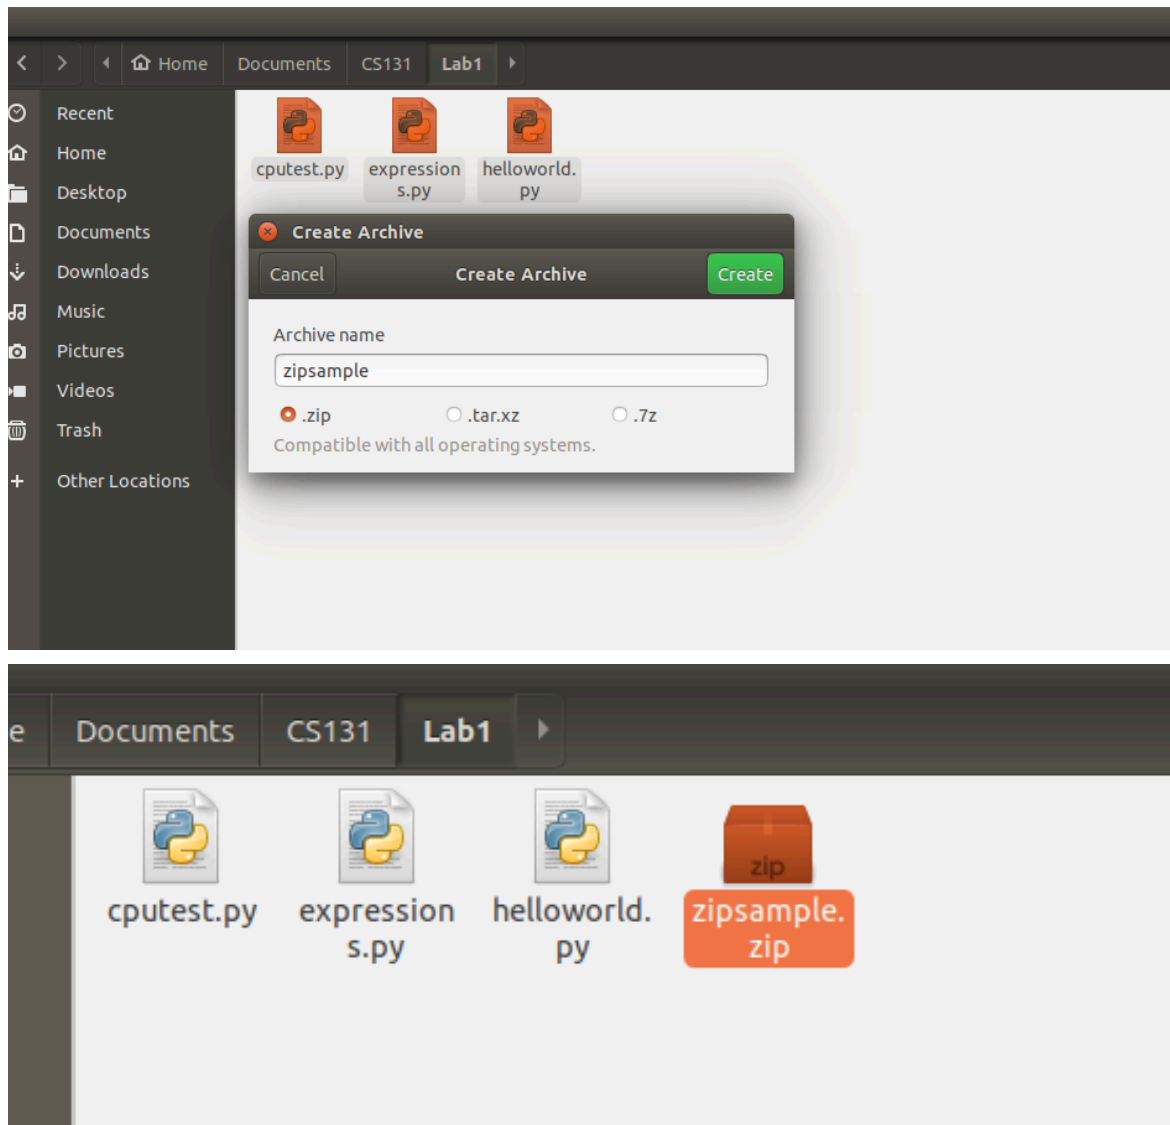 Home Documents CS131 Lab1
Recent
Home
Desktop
Documents
Downloads
Music
Pictures
Videos
Trash
Other Locations
cputest.py
expression
s.py
helloworld.
py
Create Archive
Cancel Create Archive Create
Archive name
zipsample
.zip .tar.xz .7z
Compatible with all operating systems.
e Documents CS131 Lab1
cputest.py
expression
s.py
helloworld.
py
zip
zipsample.
zip